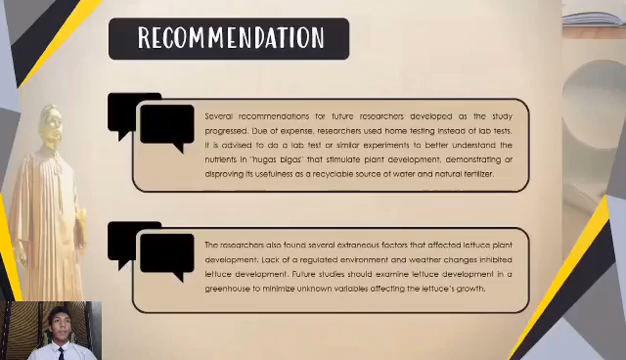 RECOMMENDATION
Several recommendations for future researchers developed as the study
progressed. Due of expense, researchers used home testing instead of lab tests.
It is advised to do a lab test or similar experiments to better understand the
nutrients in 'hugas bigas' that stimulate plant development, demonstrating or
disproving its usefulness as a recyclable source of water and natural fertilizer.
The researchers also found several extraneous factors that affected lettuce plant
development. Lack of a regulated environment and weather changes inhibited
lettuce development. Future studies should examine lettuce development in a
greenhouse to minimize unknown variables affecting the lettuce's growth.